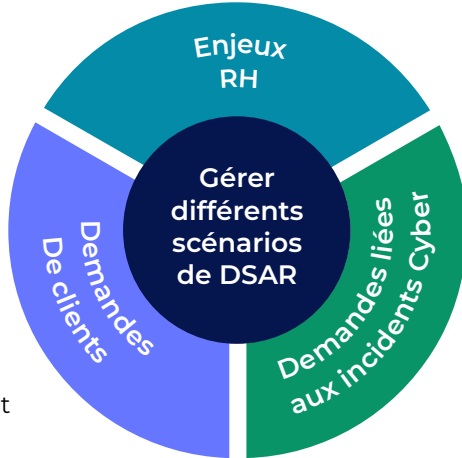 Enjeux
RH
Gérer
différents
scénarios
de DSAR
Demandes
De clients
Demandes liées
aux incidents Cyber
t